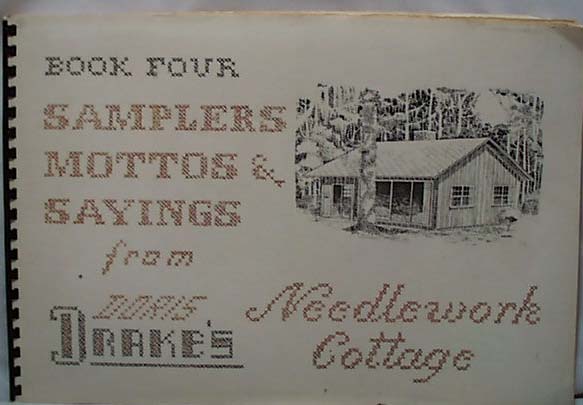 BOOK FOUR
SAMPLERS
MOTTOS &
SAYINGS
from
DORIS
DRAKE'S
Needlework
Cottage